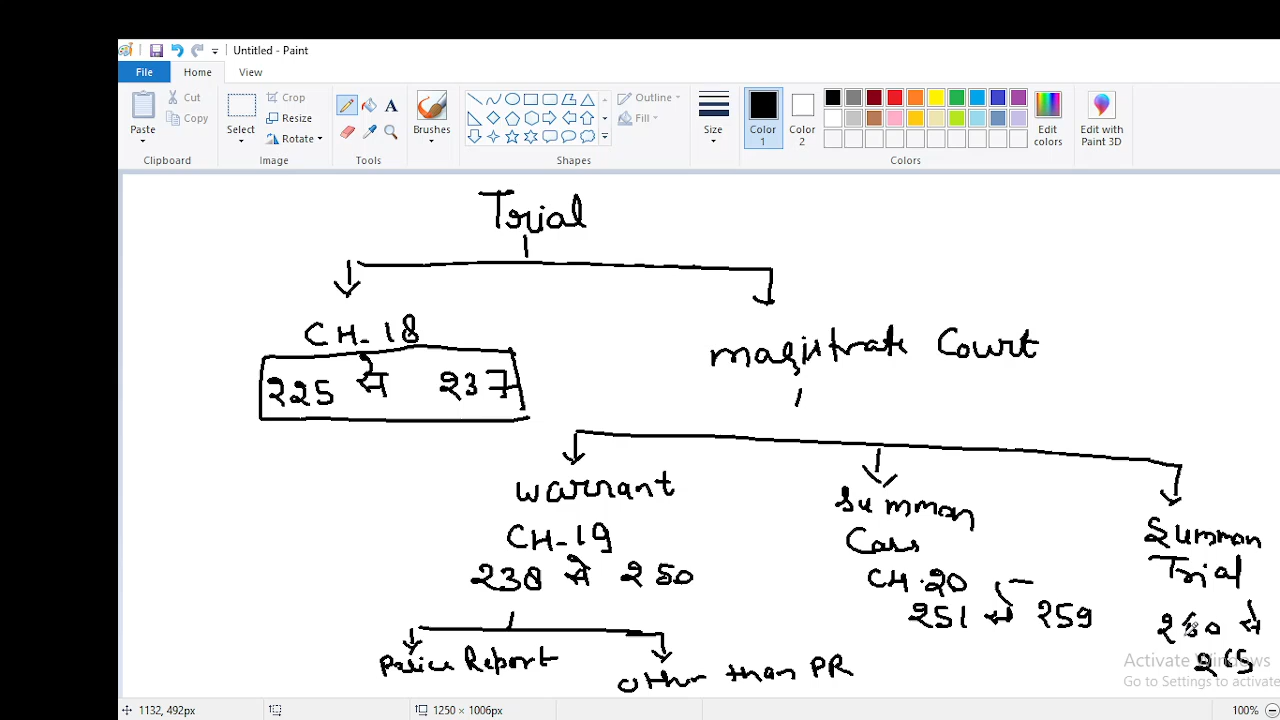 Untitled - Paint
File Home View
Paste
Cut
Copy
Clipboard
Select
Crop
Resize
Rotate
Image
Tools
Brushes
Shapes
Outline
Fill
Size
Color 1
Color 2
Colors
Edit colors
Edit with Paint 3D
Trial
CH-18
225 से 237
magistrate Court
warrant
CH-19
238 से 250
Police Report
other than PR
Summon
Cass
CH.20
251 से 259
Summon
Trial
260 से
265
Activate Windows
Go to Settings to activate
1132, 492px
1250 × 1006px
100%